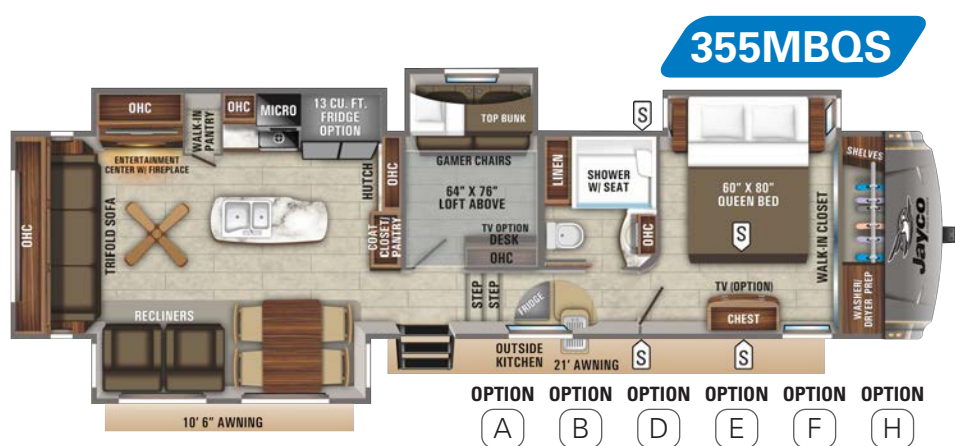 355MBQS
OHC
WALK-IN
PANTRY
OHC
MICRO
13 CU. FT.
FRIDGE
OPTION
ENTERTAINMENT
CENTER W/ FIREPLACE
OHC
TRIFOLD SOFA
HUTCH
OHC
COAT
CLOSET/
PANTRY
TOP BUNK
GAMER CHAIRS
64" X 76"
LOFT ABOVE
TV OPTION
DESK
OHC
STEP
STEP
LINEN
SHOWER
W/ SEAT
OHC
S
60" X 80"
QUEEN BED
S
SHELVES
WALK-IN CLOSET
WASHER/
DRYER PREP
Jayco
TV (OPTION)
CHEST
RECLINERS
FRIDGE
OUTSIDE
KITCHEN
21' AWNING
S
S
10' 6" AWNING
OPTION OPTION OPTION OPTION OPTION OPTION
A B D E F H